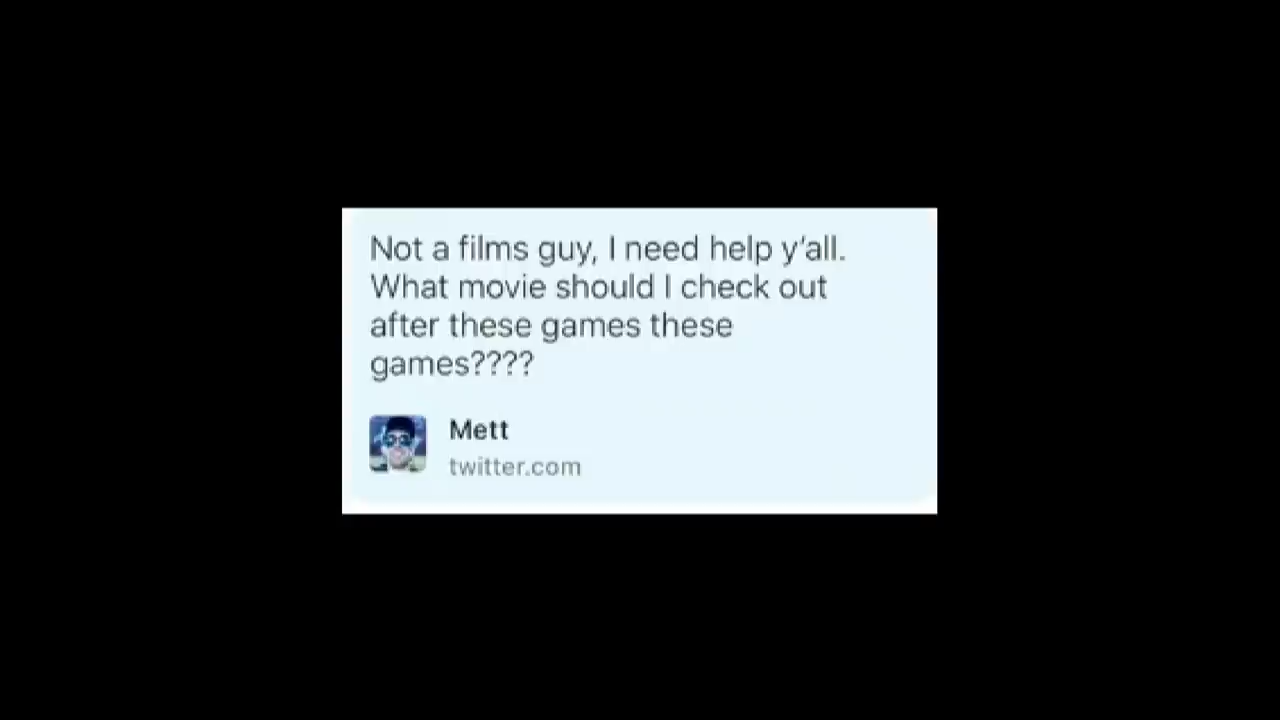 Not a films guy, I need help y’all.
What movie should I check out
after these games these
games????
Mett
twitter.com